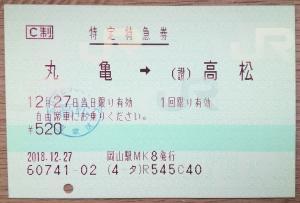 C制 特定特急券
丸亀 → (讃)高松
12月27日当日限り有効 1回限り有効
自由席車にお乗りください。
¥520
2018.12.27 岡山駅MK8発行
60741-02 (4-タ)R545C40